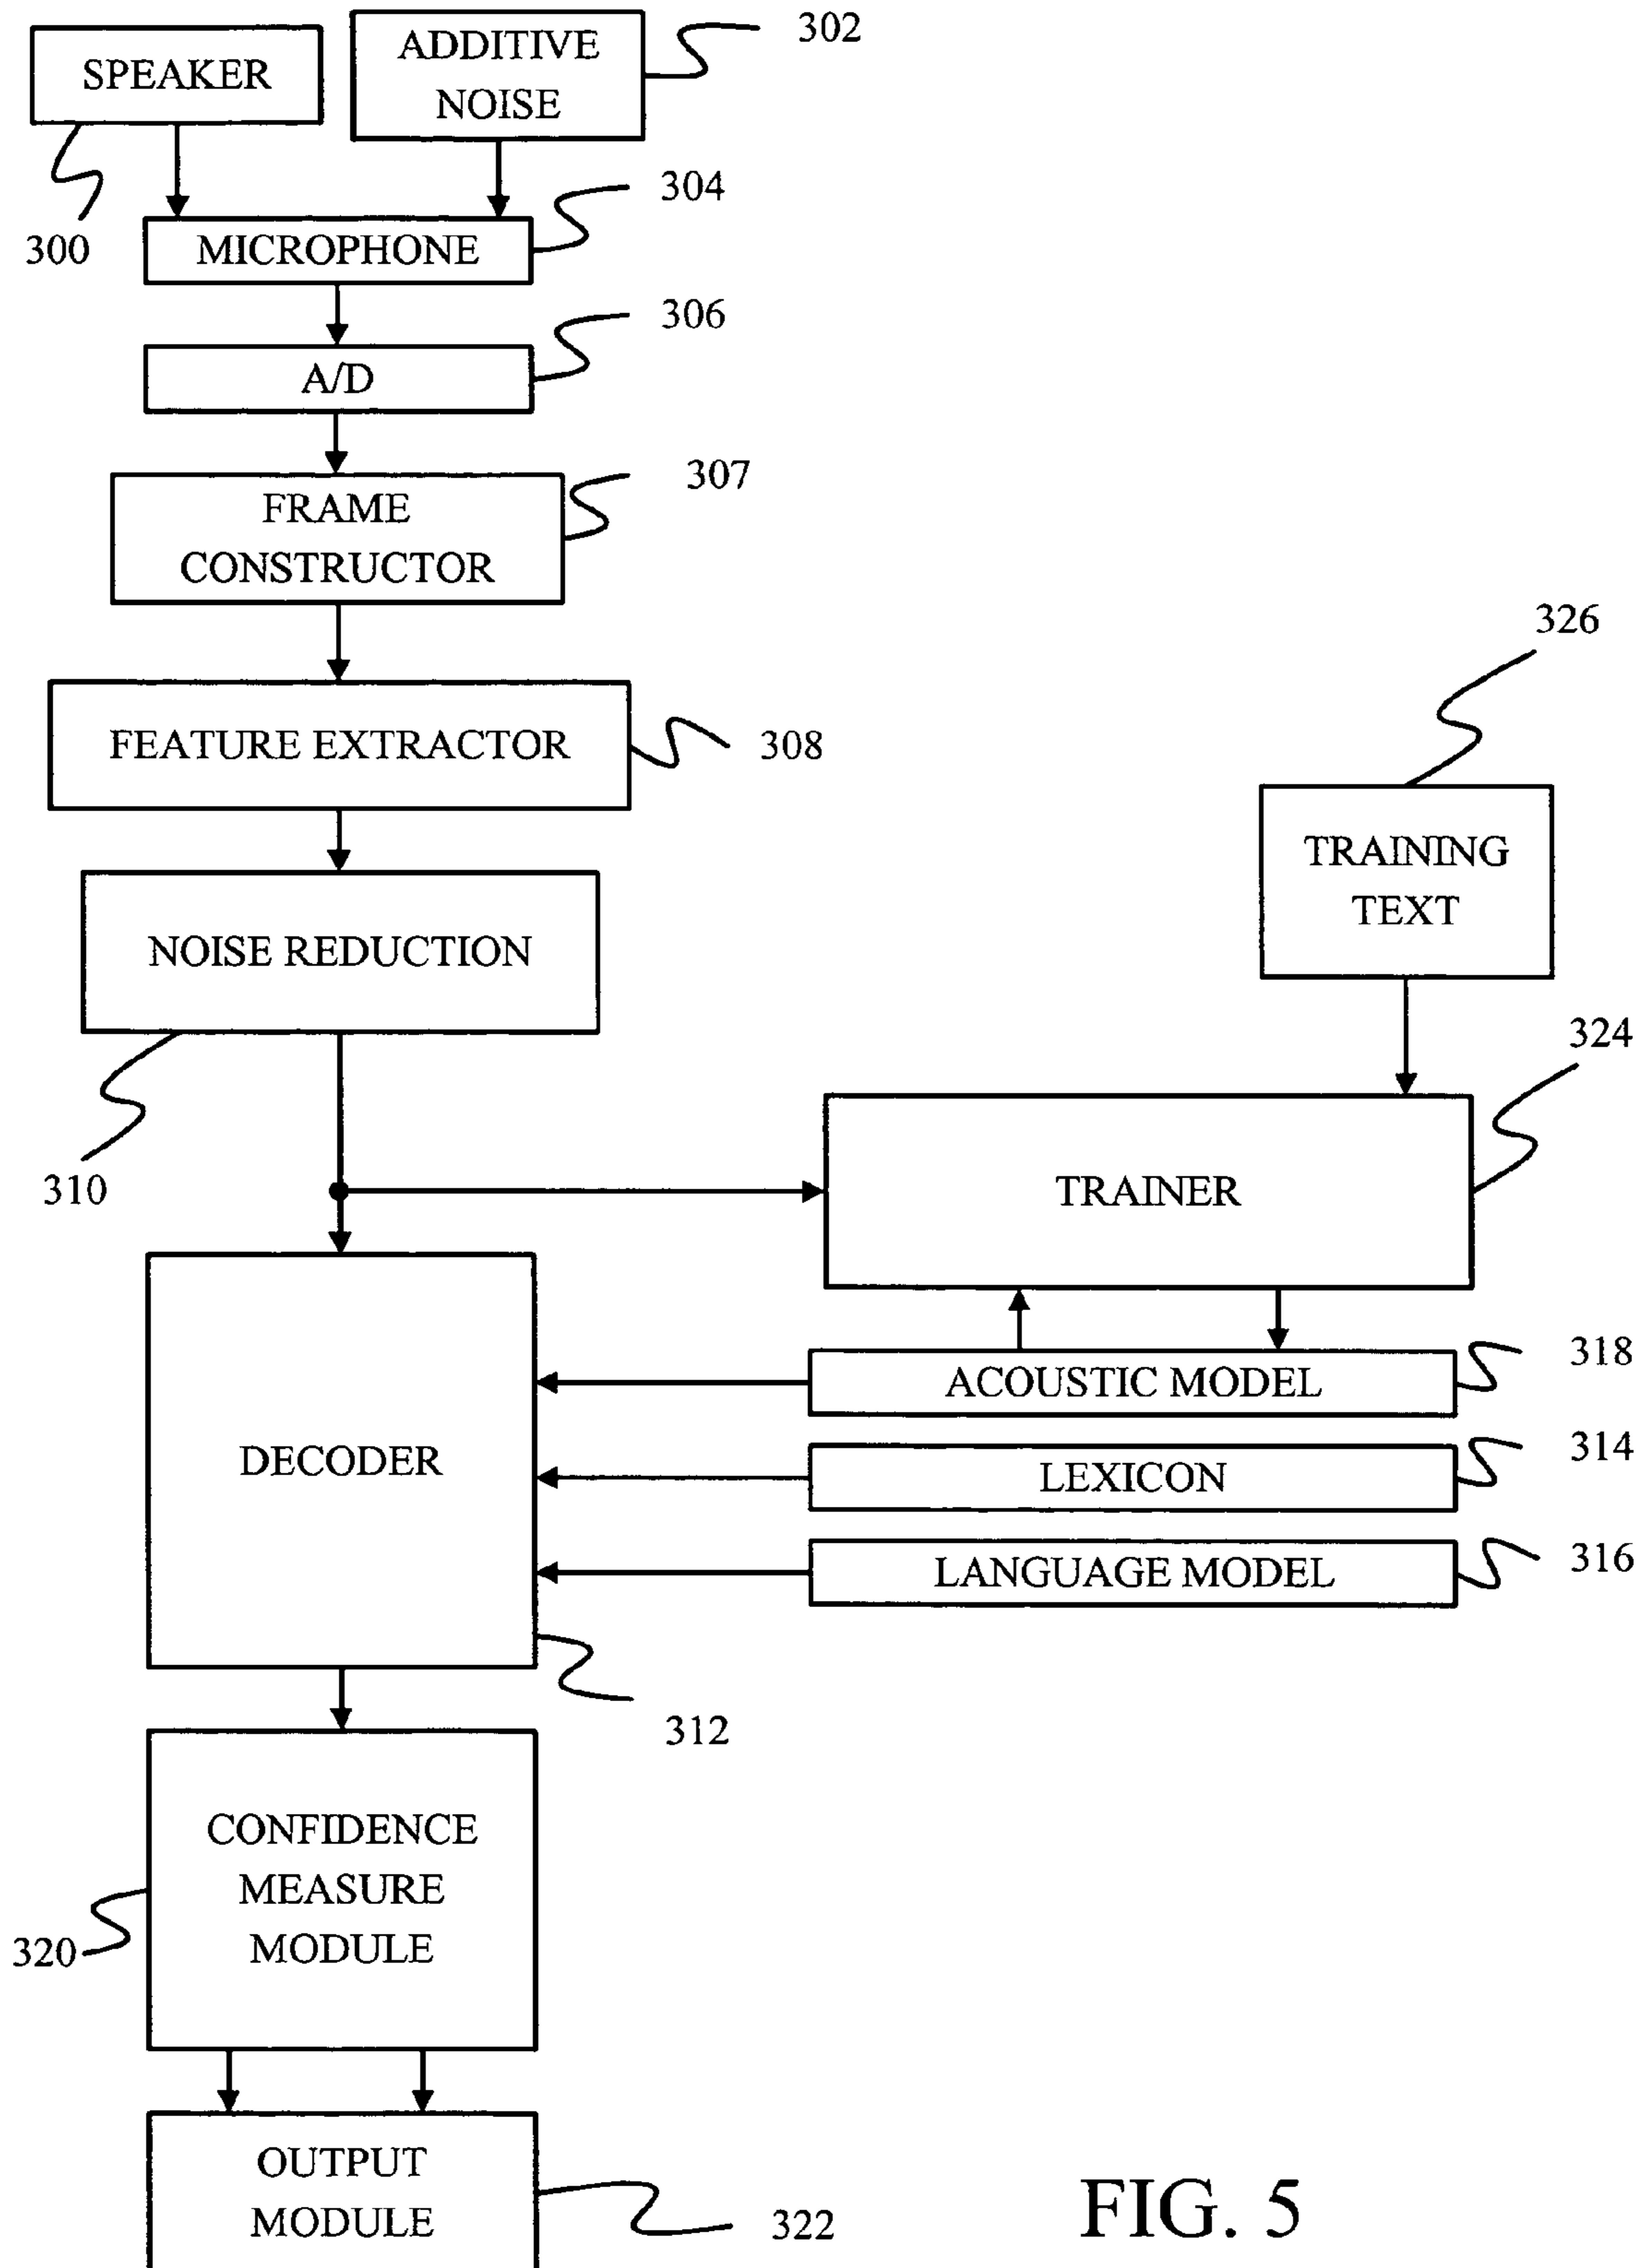 SPEAKER
ADDITIVE
NOISE
302
300
304
MICROPHONE
306
A/D
307
FRAME
CONSTRUCTOR
326
FEATURE EXTRACTOR
308
TRAINING
TEXT
NOISE REDUCTION
324
310
TRAINER
318
ACOUSTIC MODEL
DECODER
314
LEXICON
316
LANGUAGE MODEL
312
CONFIDENCE
MEASURE
MODULE
320
OUTPUT
MODULE
322
FIG. 5